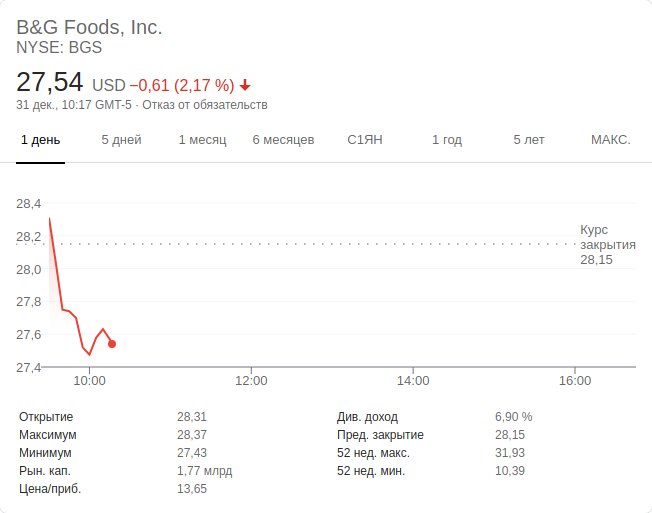 B&G Foods, Inc.
NYSE: BGS
27,54 USD −0,61 (2,17 %)
31 дек., 10:17 GMT-5 · Отказ от обязательств
1 день 5 дней 1 месяц 6 месяцев С1ЯН 1 год 5 лет МАКС.
28,4
28,2
28,0
27,8
27,6
27,4
Курс
закрытия
28,15
10:00 12:00 14:00 16:00
Открытие 28,31 Див. доход 6,90 %
Максимум 28,37 Пред. закрытие 28,15
Минимум 27,43 52 нед. макс. 31,93
Рын. кап. 1,77 млрд 52 нед. мин. 10,39
Цена/приб. 13,65